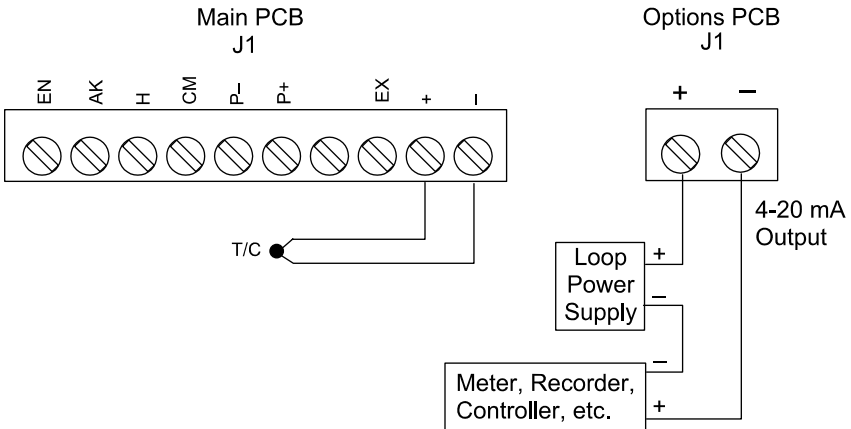 Main PCB
J1
EN AK H CM P– P+ EX + –
T/C
Options PCB
J1
+ –
4-20 mA
Output
+
Loop
Power
Supply
–
–
Meter, Recorder,
Controller, etc.
+